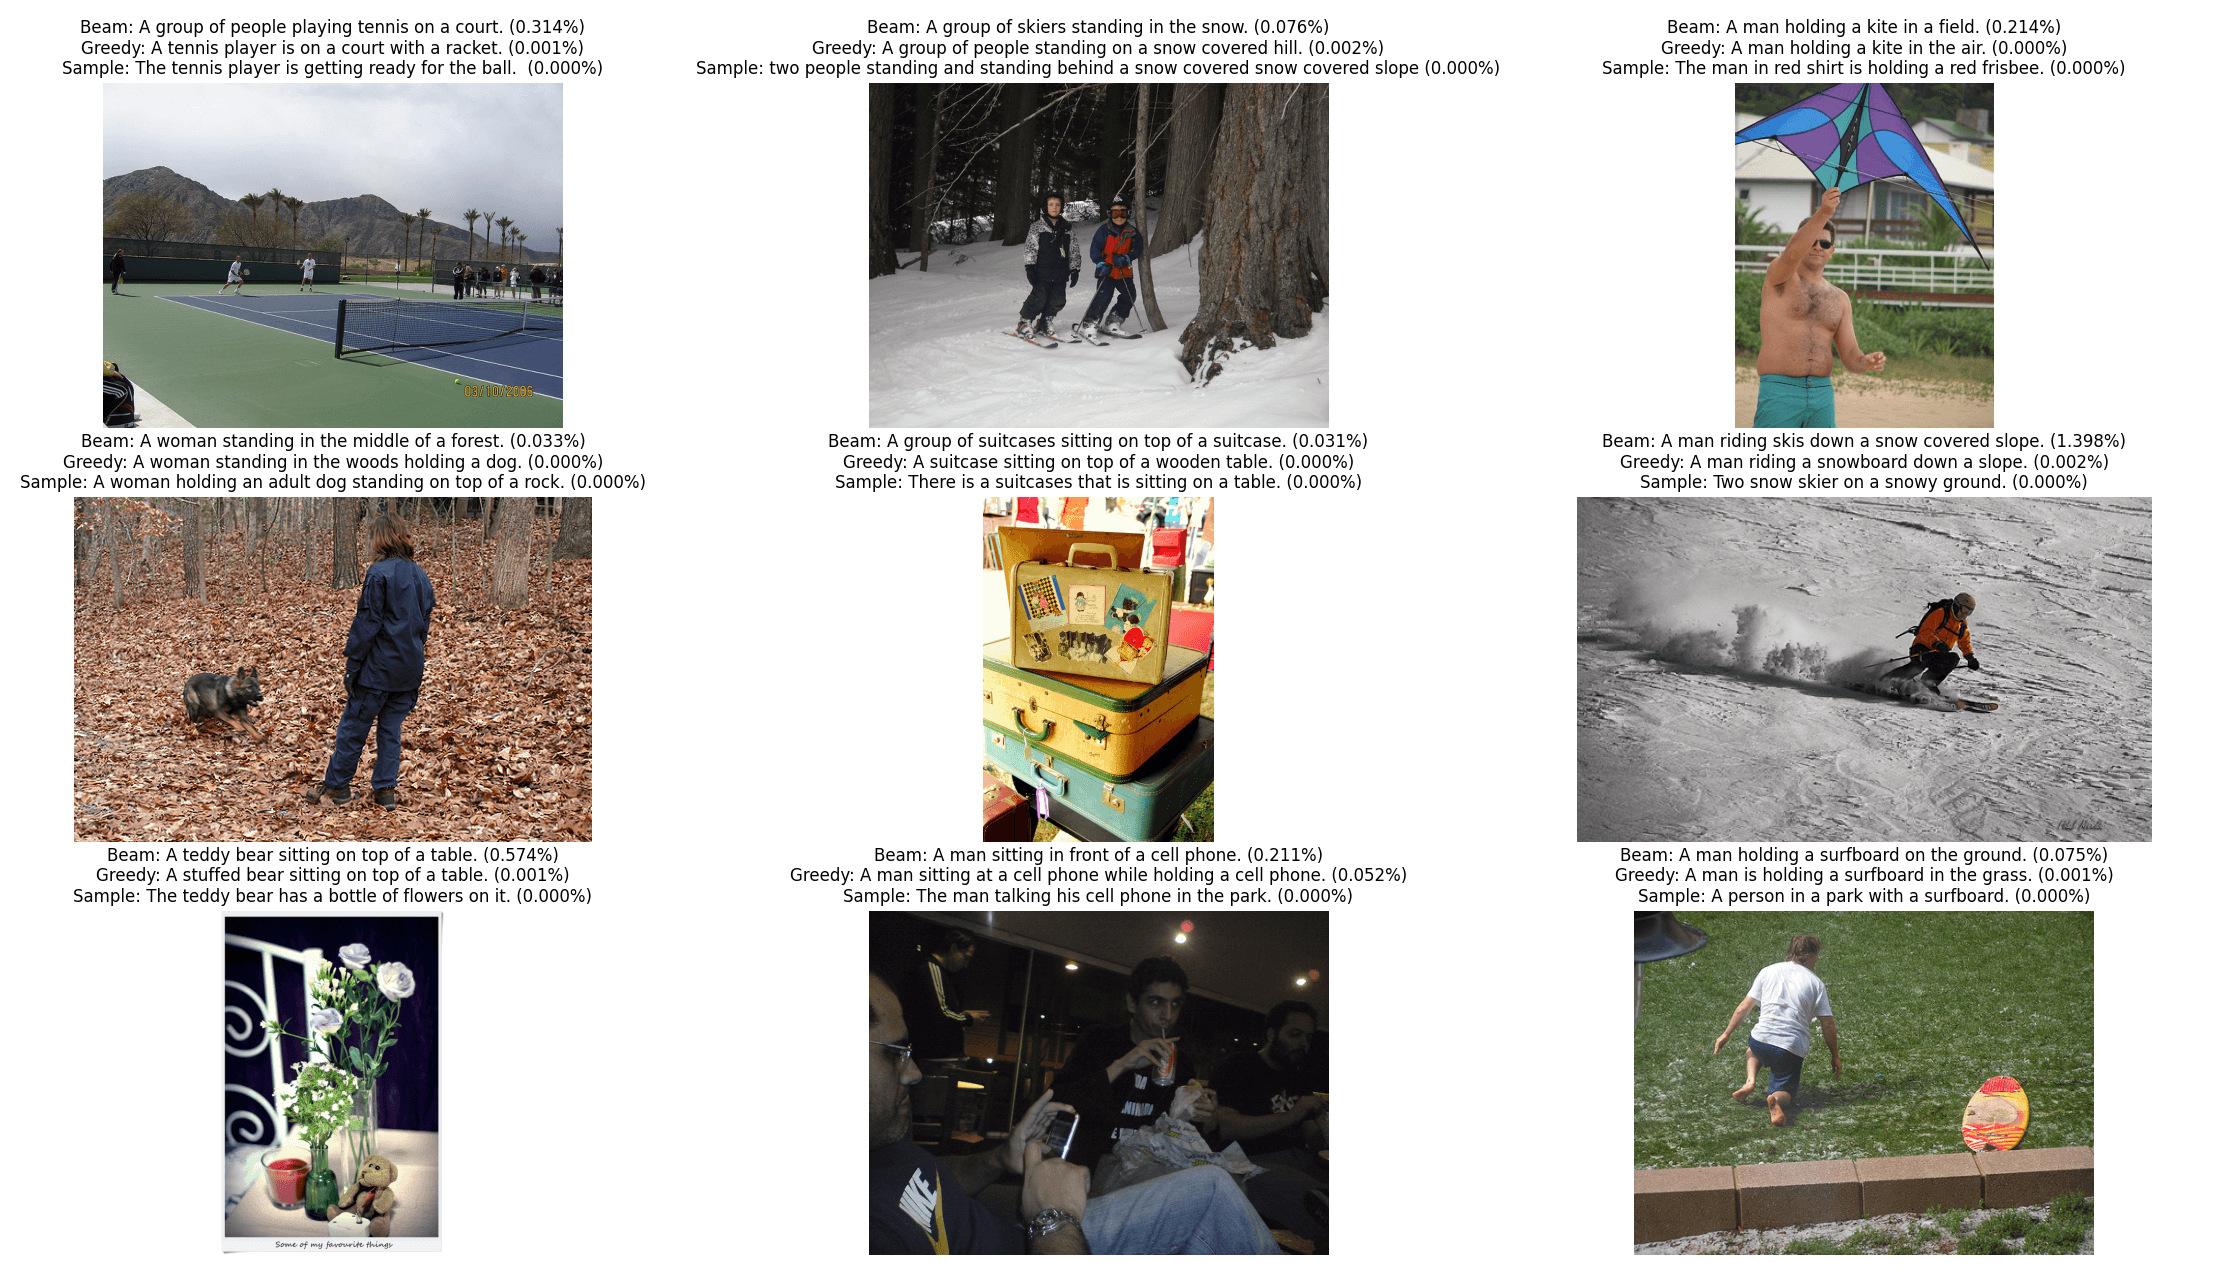 Beam: A group of people playing tennis on a court. (0.314%)
Greedy: A tennis player is on a court with a racket. (0.001%)
Sample: The tennis player is getting ready for the ball.  (0.000%)
Beam: A group of skiers standing in the snow. (0.076%)
Greedy: A group of people standing on a snow covered hill. (0.002%)
Sample: two people standing and standing behind a snow covered snow covered slope (0.000%)
Beam: A man holding a kite in a field. (0.214%)
Greedy: A man holding a kite in the air. (0.000%)
Sample: The man in red shirt is holding a red frisbee. (0.000%)
03/10/2005
Beam: A woman standing in the middle of a forest. (0.033%)
Greedy: A woman standing in the woods holding a dog. (0.000%)
Sample: A woman holding an adult dog standing on top of a rock. (0.000%)
Beam: A group of suitcases sitting on top of a suitcase. (0.031%)
Greedy: A suitcase sitting on top of a wooden table. (0.000%)
Sample: There is a suitcases that is sitting on a table. (0.000%)
Beam: A man riding skis down a snow covered slope. (1.398%)
Greedy: A man riding a snowboard down a slope. (0.002%)
Sample: Two snow skier on a snowy ground. (0.000%)
Beam: A teddy bear sitting on top of a table. (0.574%)
Greedy: A stuffed bear sitting on top of a table. (0.001%)
Sample: The teddy bear has a bottle of flowers on it. (0.000%)
Beam: A man sitting in front of a cell phone. (0.211%)
Greedy: A man sitting at a cell phone while holding a cell phone. (0.052%)
Sample: The man talking his cell phone in the park. (0.000%)
Beam: A man holding a surfboard on the ground. (0.075%)
Greedy: A man is holding a surfboard in the grass. (0.001%)
Sample: A person in a park with a surfboard. (0.000%)
Some of my favourite things
NIKE